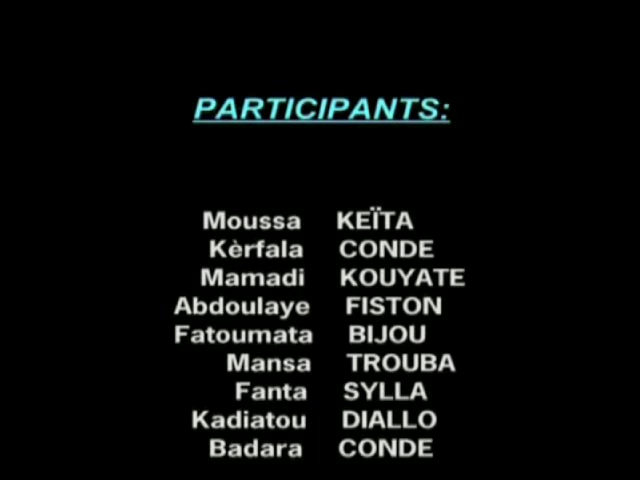 PARTICIPANTS:
Moussa KEÏTA
Kèrfala CONDE
Mamadi KOUYATE
Abdoulaye FISTON
Fatoumata BIJOU
Mansa TROUBA
Fanta SYLLA
Kadiatou DIALLO
Badara CONDE